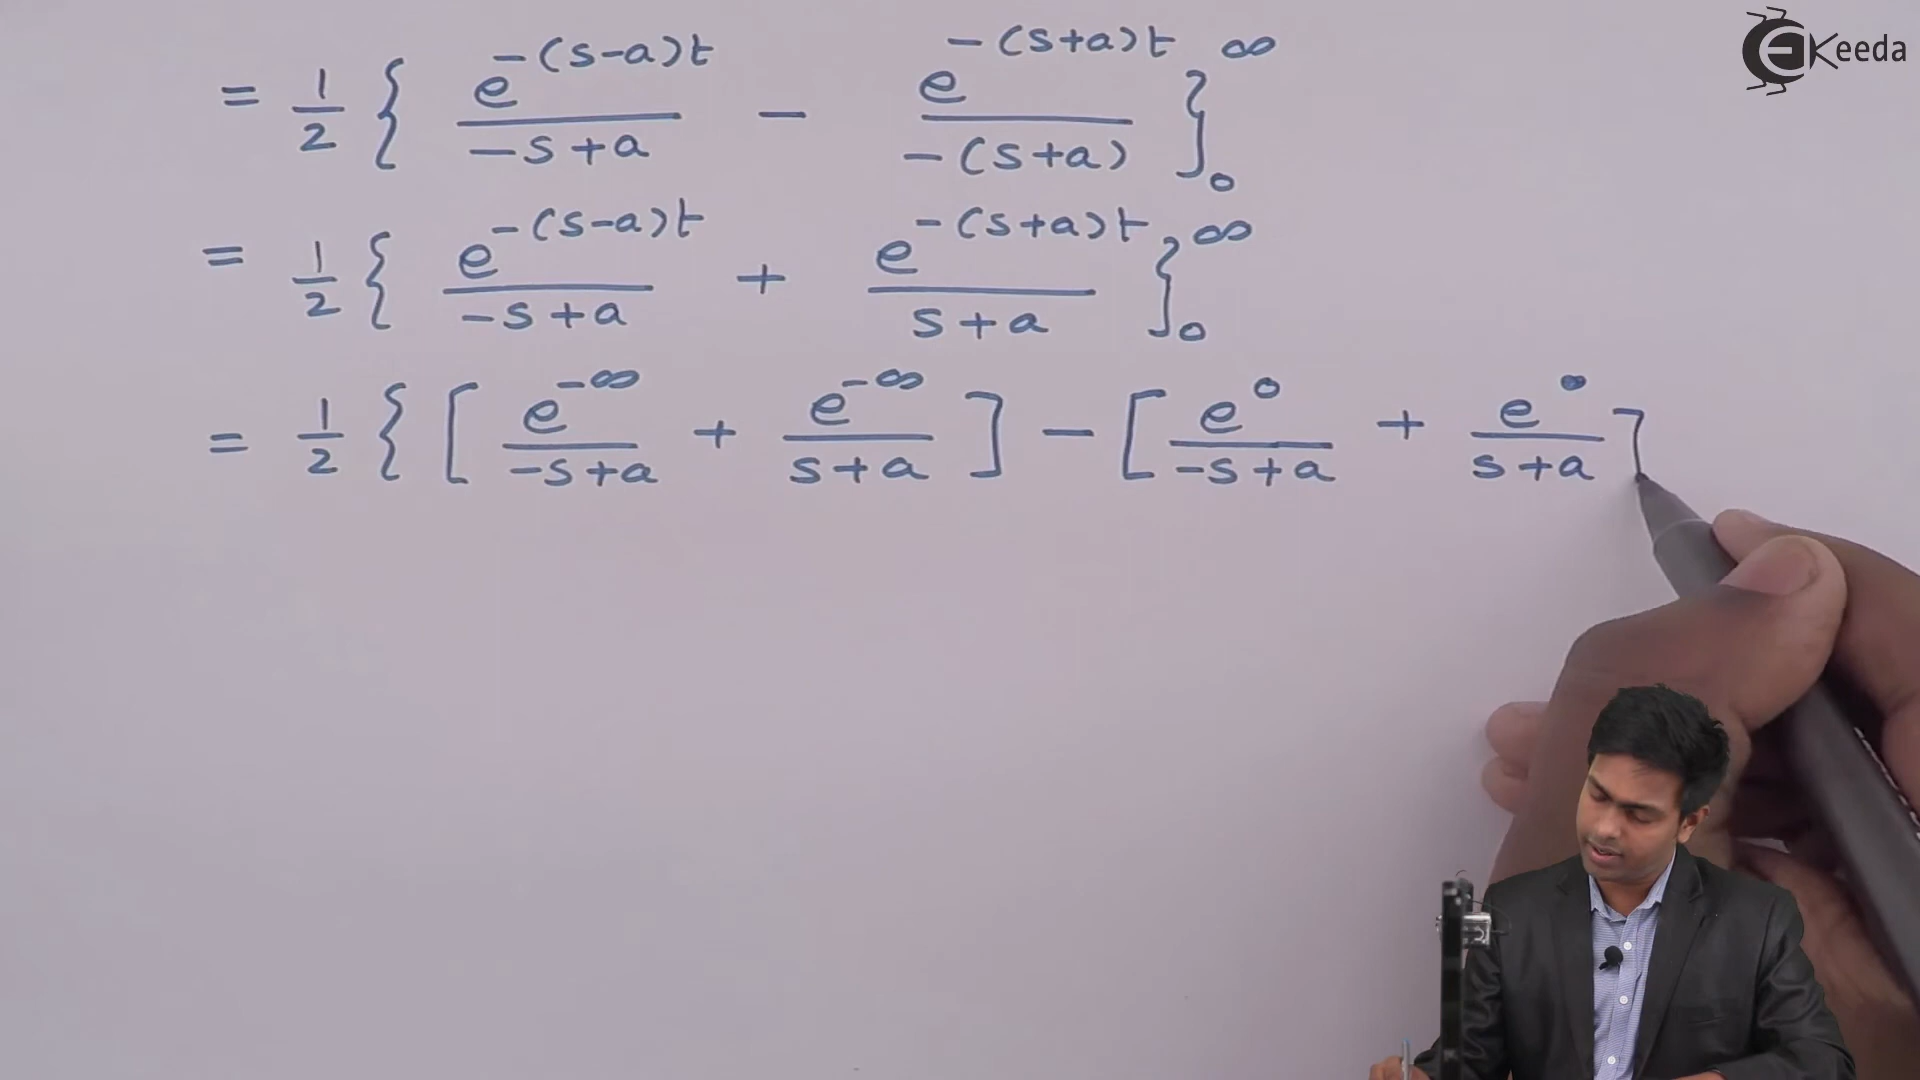 Keeda
= 1/2 { e^{-(s-a)t}/(-s+a) - e^{-(s+a)t}/(-(s+a)) }_0^∞
= 1/2 { e^{-(s-a)t}/(-s+a) + e^{-(s+a)t}/(s+a) }_0^∞
= 1/2 { [ e^{-∞}/(-s+a) + e^{-∞}/(s+a) ] - [ e^0/(-s+a) + e^0/(s+a) ]